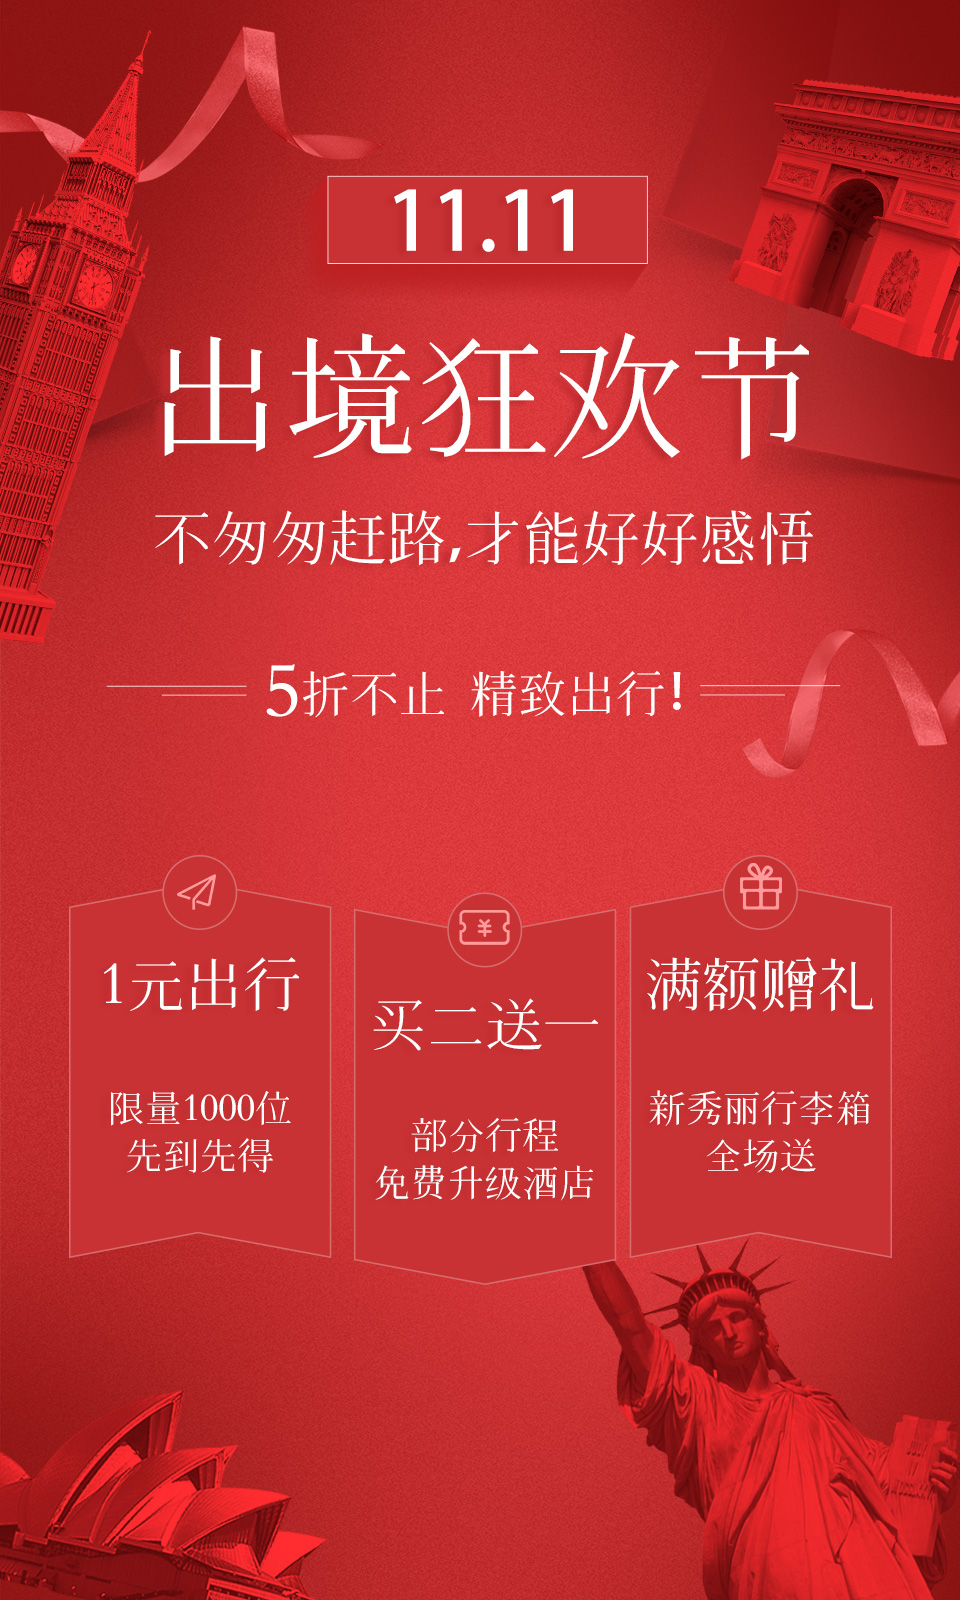 11.11
出境狂欢节
不匆匆赶路,才能好好感悟
5折不止 精致出行!
1元出行
限量1000位
先到先得
¥
买二送一
部分行程
免费升级酒店
满额赠礼
新秀丽行李箱
全场送